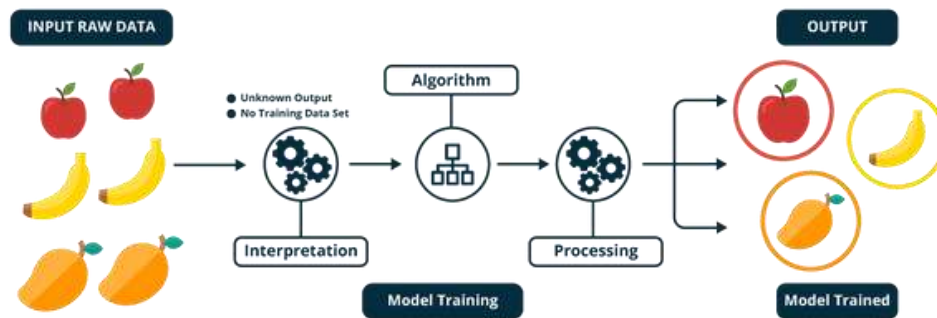 INPUT RAW DATA
OUTPUT
Algorithm
● Unknown Output
● No Training Data Set
Interpretation
Processing
Model Training
Model Trained